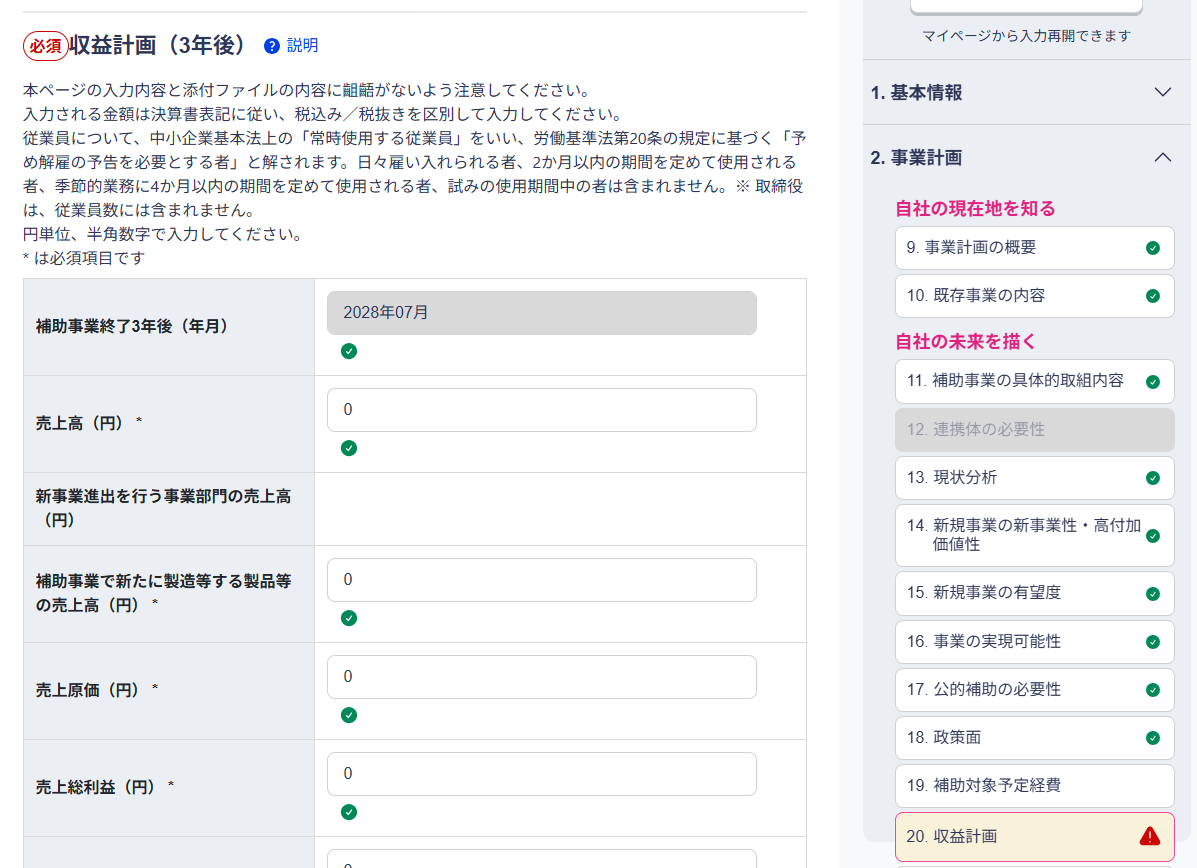 必須 収益計画（3年後） ? 説明
本ページの入力内容と添付ファイルの内容に齟齬がないよう注意してください。
入力される金額は決算書表記に従い、税込み／税抜きを区別して入力してください。
従業員について、中小企業基本法上の「常時使用する従業員」をいい、労働基準法第20条の規定に基づく「予
め解雇の予告を必要とする者」と解されます。日々雇い入れられる者、2か月以内の期間を定めて使用される
者、季節的業務に4か月以内の期間を定めて使用される者、試みの使用期間中の者は含まれません。※ 取締役
は、従業員数には含まれません。
円単位、半角数字で入力してください。
* は必須項目です
補助事業終了3年後（年月）
2028年07月
売上高（円） *
0
新事業進出を行う事業部門の売上高
（円）
補助事業で新たに製造等する製品等
の売上高（円） *
0
売上原価（円） *
0
売上総利益（円） *
0
マイページから入力再開できます
1. 基本情報
2. 事業計画
自社の現在地を知る
9. 事業計画の概要
10. 既存事業の内容
自社の未来を描く
11. 補助事業の具体的取組内容
12. 連携体の必要性
13. 現状分析
14. 新規事業の新事業性・高付加
価値性
15. 新規事業の有望度
16. 事業の実現可能性
17. 公的補助の必要性
18. 政策面
19. 補助対象予定経費
20. 収益計画